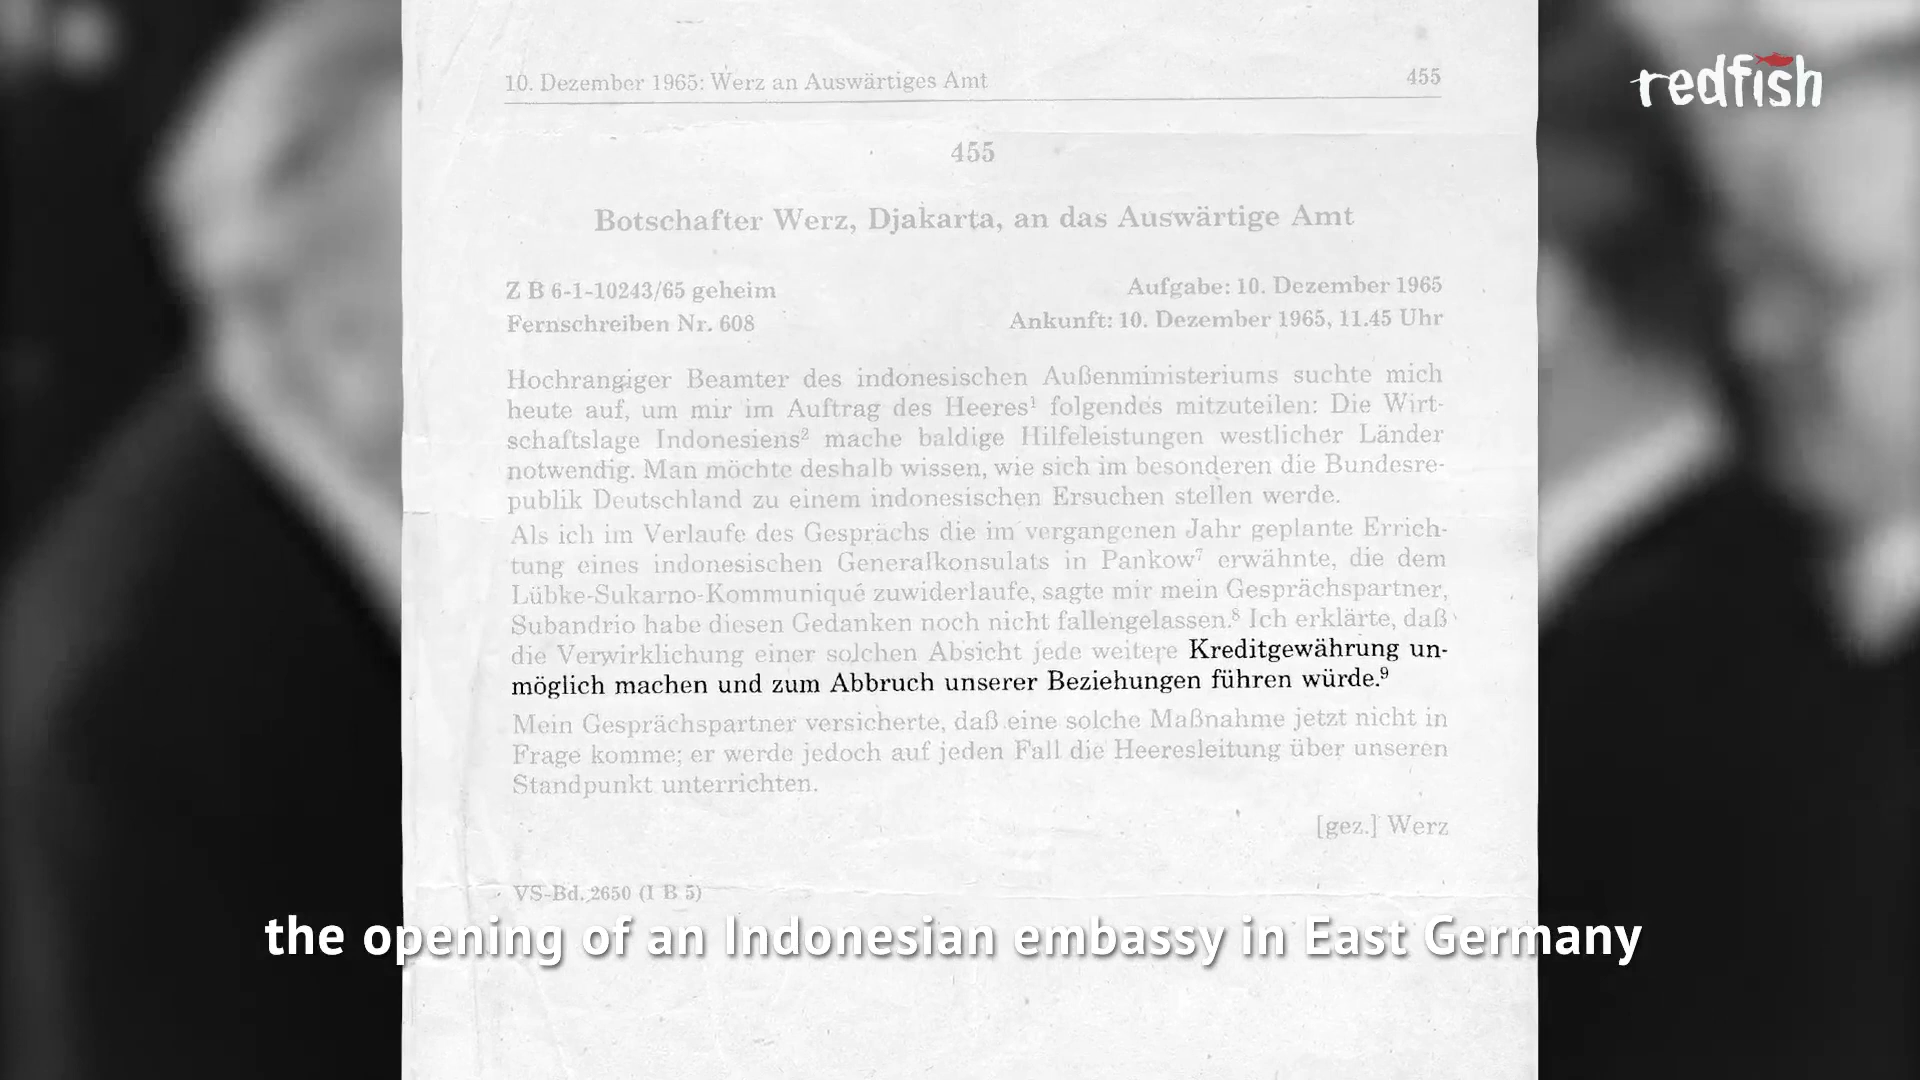 redfish
10. Dezember 1965: Werz an Auswärtiges Amt 455
455
Botschafter Werz, Djakarta, an das Auswärtige Amt
Z B 6-1-10243/65 geheim Aufgabe: 10. Dezember 1965
Fernschreiben Nr. 608 Ankunft: 10. Dezember 1965, 11.45 Uhr
Hochrangiger Beamter des indonesischen Außenministeriums suchte mich
heute auf, um mir im Auftrag des Heeres¹ folgendes mitzuteilen: Die Wirt-
schaftslage Indonesiens² mache baldige Hilfeleistungen westlicher Länder
notwendig. Man möchte deshalb wissen, wie sich im besonderen die Bundesre-
publik Deutschland zu einem indonesischen Ersuchen stellen werde.
Als ich im Verlaufe des Gesprächs die im vergangenen Jahr geplante Errich-
tung eines indonesischen Generalkonsulats in Pankow⁷ erwähnte, die dem
Lübke-Sukarno-Kommuniqué zuwiderlaufe, sagte mir mein Gesprächspartner,
Subandrio habe diesen Gedanken noch nicht fallengelassen.⁸ Ich erklärte, daß
die Verwirklichung einer solchen Absicht jede weitere Kreditgewährung un-
möglich machen und zum Abbruch unserer Beziehungen führen würde.⁹
Mein Gesprächspartner versicherte, daß eine solche Maßnahme jetzt nicht in
Frage komme; er werde jedoch auf jeden Fall die Heeresleitung über unseren
Standpunkt unterrichten.
[gez.] Werz
VS-Bd. 2650 (I B 5)
the opening of an Indonesian embassy in East Germany